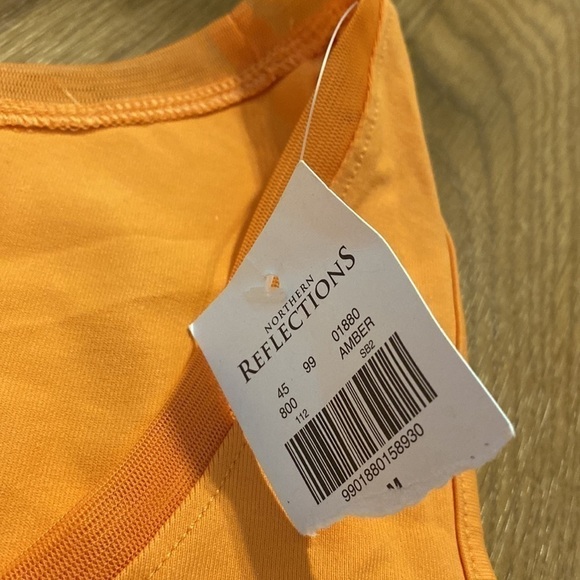 NORTHERN
REFLECTIONS
45 99 01880
800 AMBER
112 SB2
9901880158930
M